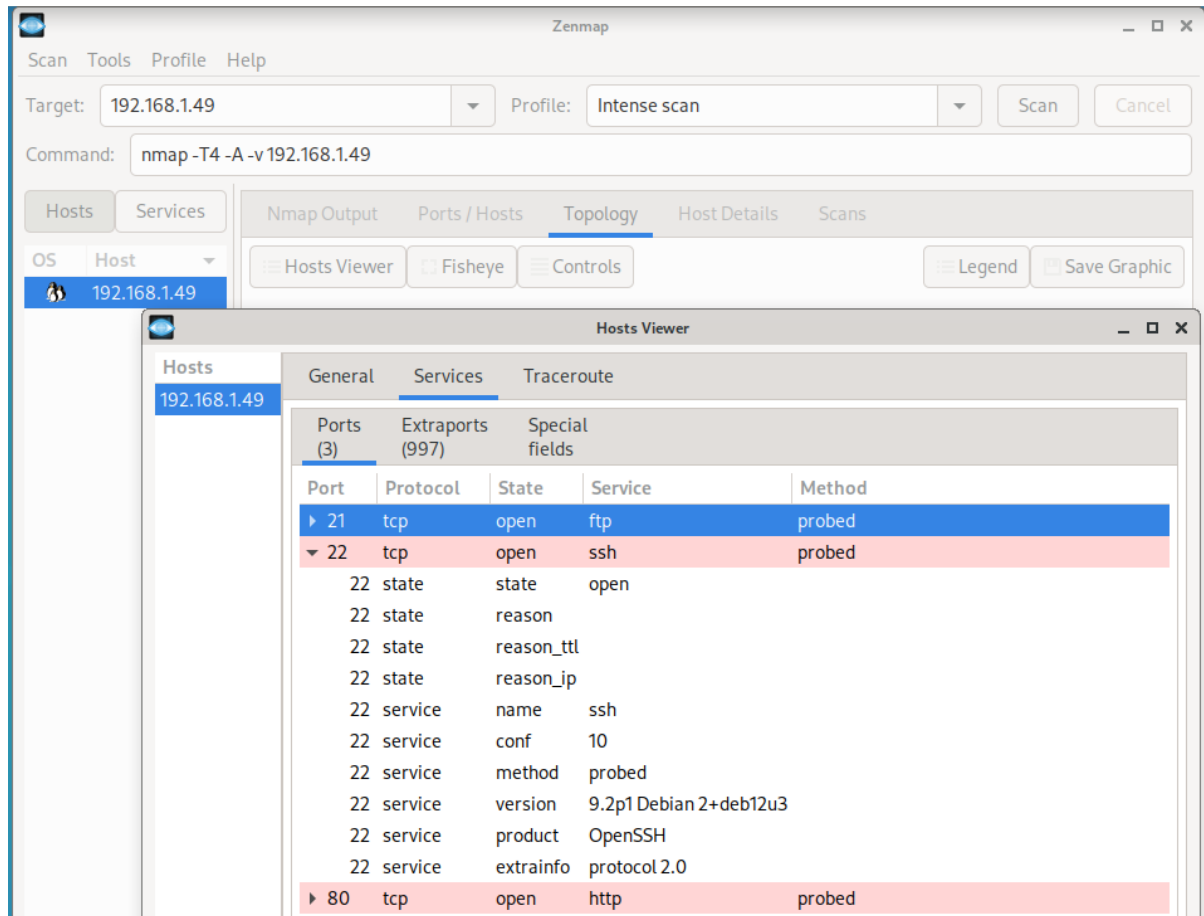 Zenmap
Scan Tools Profile Help
Target: 192.168.1.49 Profile: Intense scan Scan Cancel
Command: nmap -T4 -A -v 192.168.1.49
Hosts Services Nmap Output Ports / Hosts Topology Host Details Scans
OS Host Hosts Viewer Fisheye Controls Legend Save Graphic
192.168.1.49
Hosts Viewer
Hosts General Services Traceroute
192.168.1.49
Ports (3) Extraports (997) Special fields
Port Protocol State Service Method
21 tcp open ftp probed
22 tcp open ssh probed
22 state state open
22 state reason
22 state reason_ttl
22 state reason_ip
22 service name ssh
22 service conf 10
22 service method probed
22 service version 9.2p1 Debian 2+deb12u3
22 service product OpenSSH
22 service extrainfo protocol 2.0
80 tcp open http probed